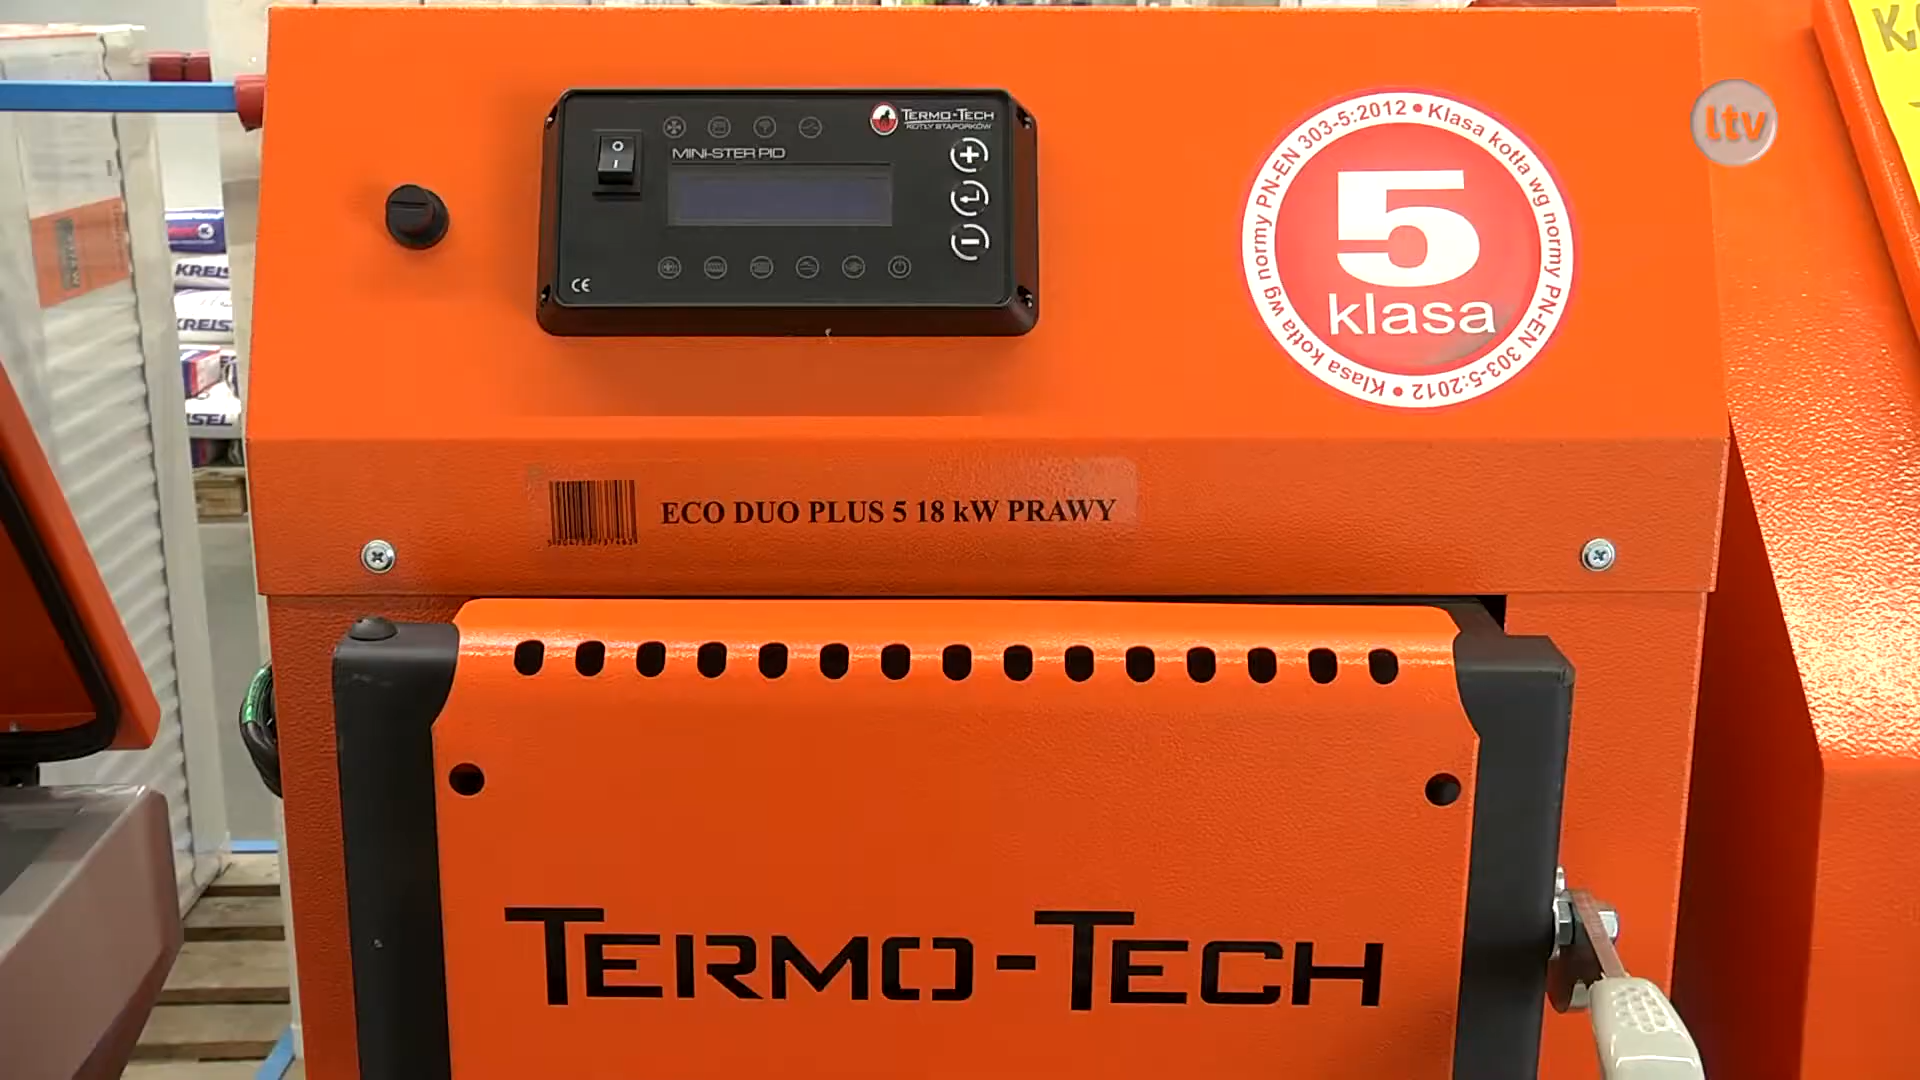 TERMO-TECH
KOTŁY STĄPORKÓW
MINI-STER PID
O
I
CE
Klasa kotła wg normy PN-EN 303-5:2012 • Klasa kotła wg normy PN-EN 303-5:2012 •
5
klasa
ltv
KREIS
KREIS
ECO DUO PLUS 5 18 kW PRAWY
TERMO-TECH